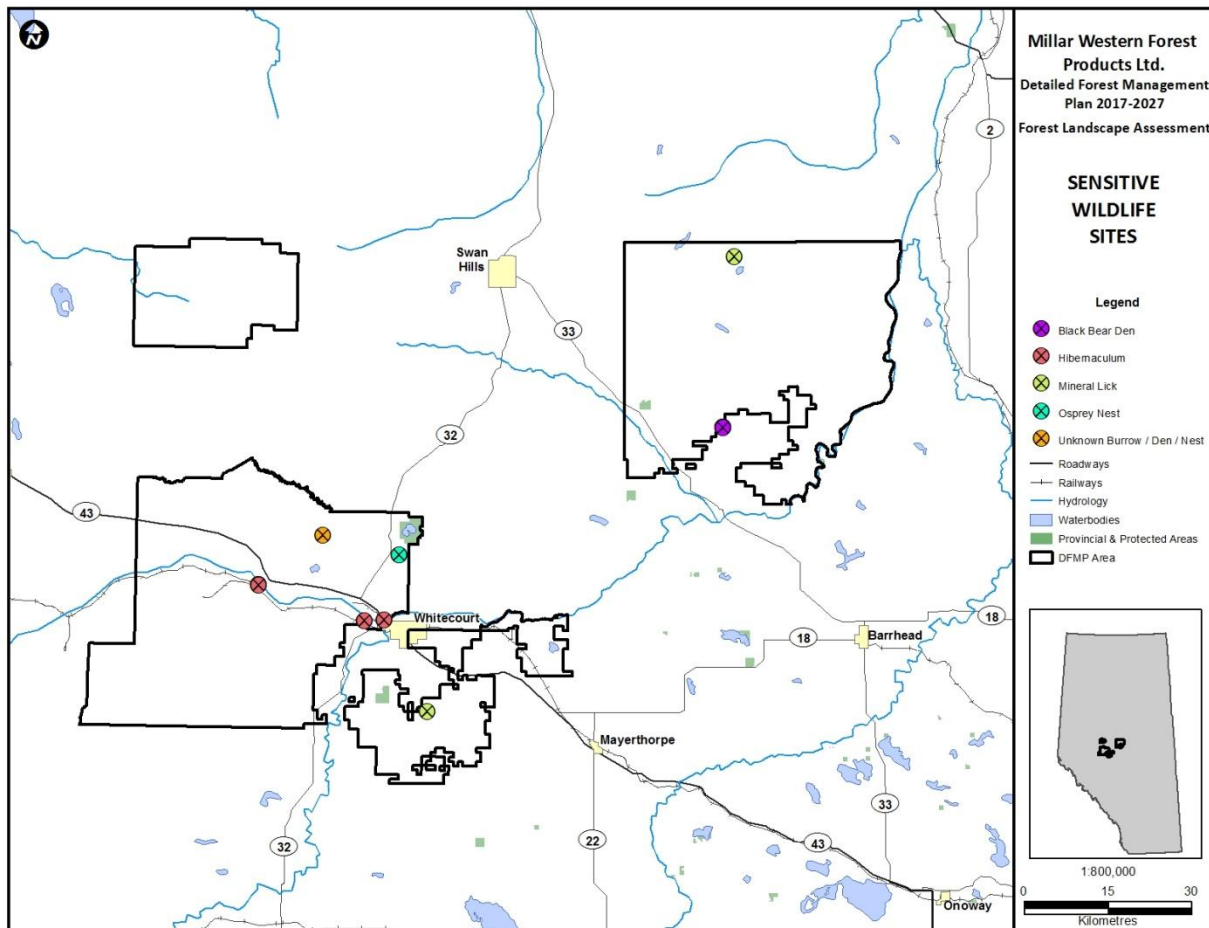 N
Millar Western Forest
Products Ltd.
Detailed Forest Management
Plan 2017-2027
Forest Landscape Assessment
SENSITIVE
WILDLIFE
SITES
Legend
Black Bear Den
Hibernaculum
Mineral Lick
Osprey Nest
Unknown Burrow / Den / Nest
Roadways
Railways
Hydrology
Waterbodies
Provincial & Protected Areas
DFMP Area
1:800,000
0 15 30
Kilometres
2
Swan
Hills
33
32
43
Whitecourt
18
18
Barrhead
Mayerthorpe
33
32
22
43
Onoway